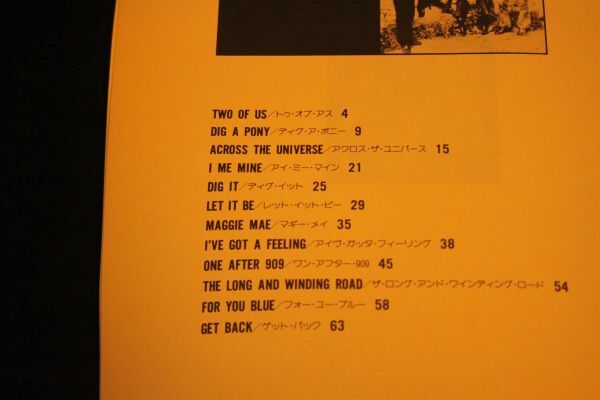 TWO OF US/トゥ・オブ・アス 4
DIG A PONY/ディグ・ア・ポニー 9
ACROSS THE UNIVERSE/アクロス・ザ・ユニバース 15
I ME MINE/アイ・ミー・マイン 21
DIG IT/ディグ・イット 25
LET IT BE/レット・イット・ビー 29
MAGGIE MAE/マギー・メイ 35
I'VE GOT A FEELING/アイヴ・ガッタ・フィーリング 38
ONE AFTER 909/ワン・アフター・909 45
THE LONG AND WINDING ROAD/ザ・ロング・アンド・ワインディング・ロード 54
FOR YOU BLUE/フォー・ユー・ブルー 58
GET BACK/ゲット・バック 63